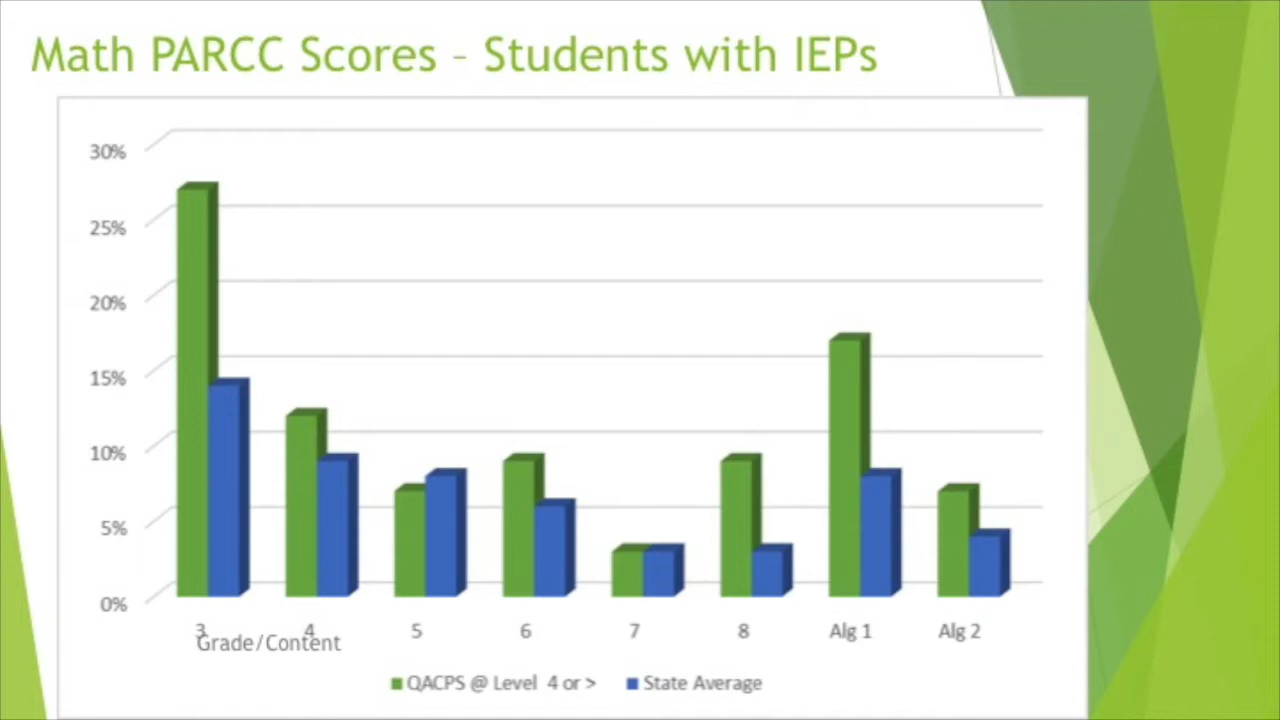 Math PARCC Scores – Students with IEPs
30%
25%
20%
15%
10%
5%
0%
3 4 5 6 7 8 Alg 1 Alg 2
Grade/Content
QACPS @ Level 4 or > State Average